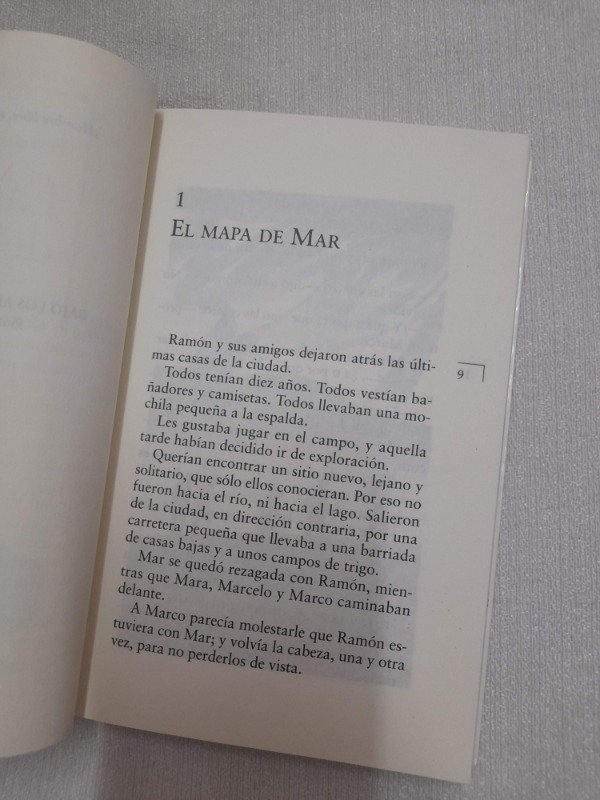 1
EL MAPA DE MAR
Ramón y sus amigos dejaron atrás las últi-
mas casas de la ciudad.
9
Todos tenían diez años. Todos vestían ba-
ñadores y camisetas. Todos llevaban una mo-
chila pequeña a la espalda.
Les gustaba jugar en el campo, y aquella
tarde habían decidido ir de exploración.
Querían encontrar un sitio nuevo, lejano y
solitario, que sólo ellos conocieran. Por eso no
fueron hacia el río, ni hacia el lago. Salieron
de la ciudad, en dirección contraria, por una
carretera pequeña que llevaba a una barriada
de casas bajas y a unos campos de trigo.
Mar se quedó rezagada con Ramón, mien-
tras que Mara, Marcelo y Marco caminaban
delante.
A Marco parecía molestarle que Ramón es-
tuviera con Mar; y volvía la cabeza, una y otra
vez, para no perderlos de vista.